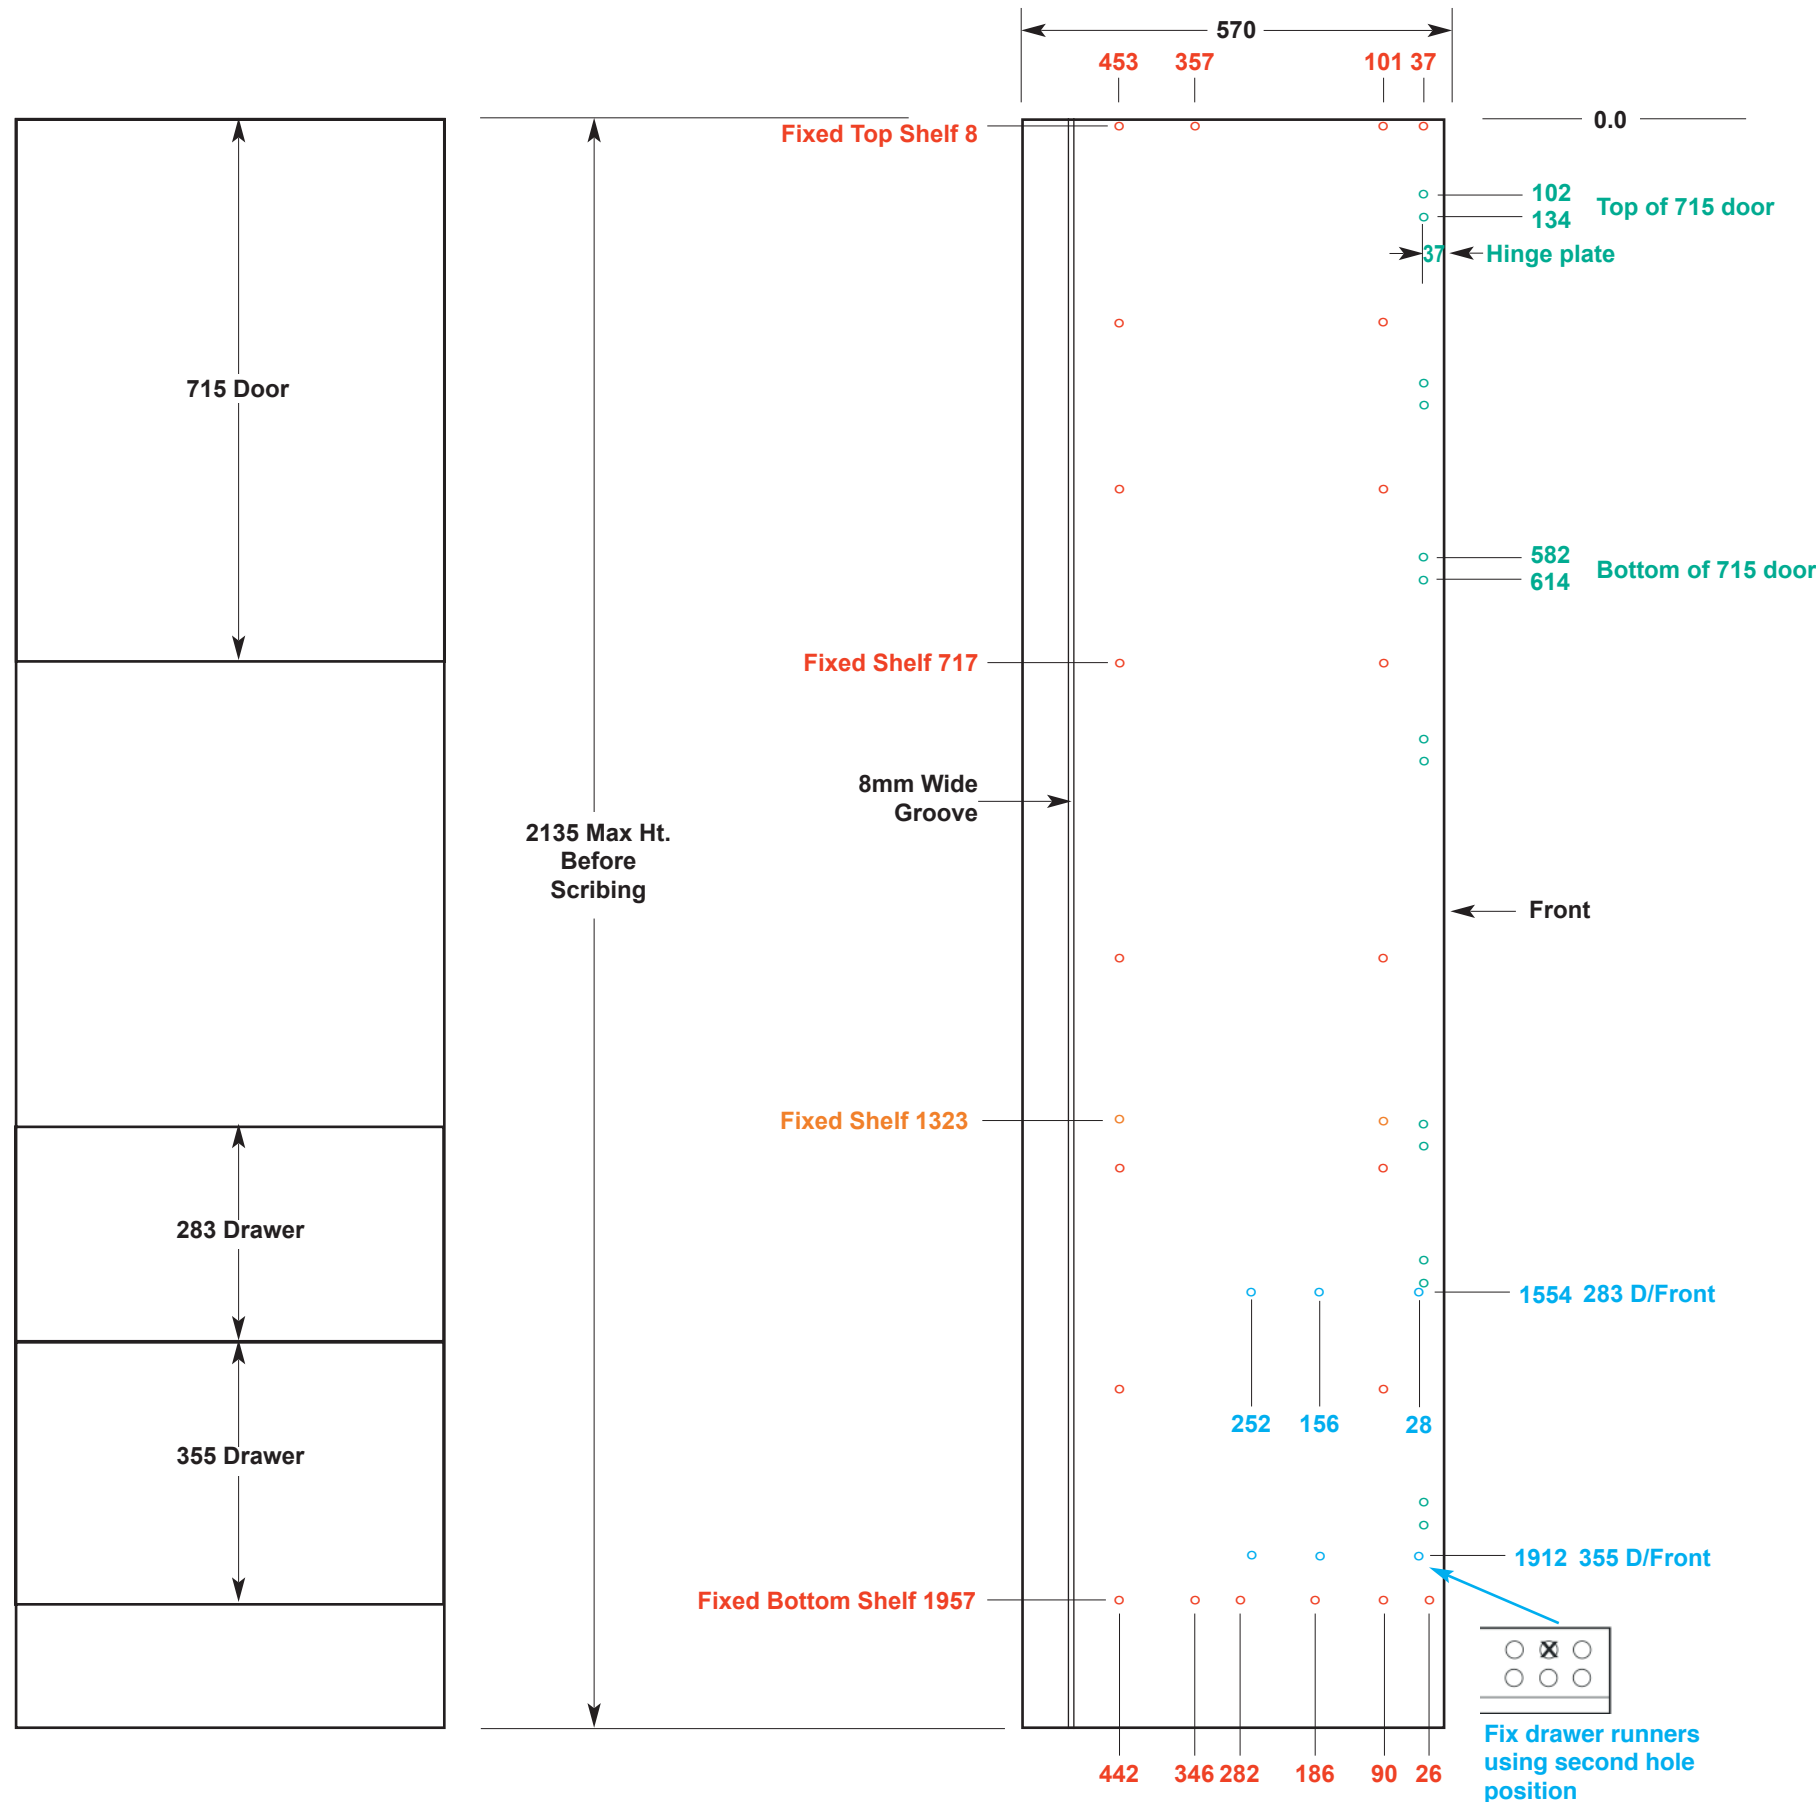 570
453 357 101 37
0.0
Fixed Top Shelf 8
102
134
Top of 715 door
37 Hinge plate
715 Door
582
614
Bottom of 715 door
Fixed Shelf 717
8mm Wide
Groove
2135 Max Ht.
Before
Scribing
Front
Fixed Shelf 1323
283 Drawer
1554 283 D/Front
252 156 28
355 Drawer
1912 355 D/Front
Fixed Bottom Shelf 1957
X
Fix drawer runners
using second hole
position
442 346 282 186 90 26